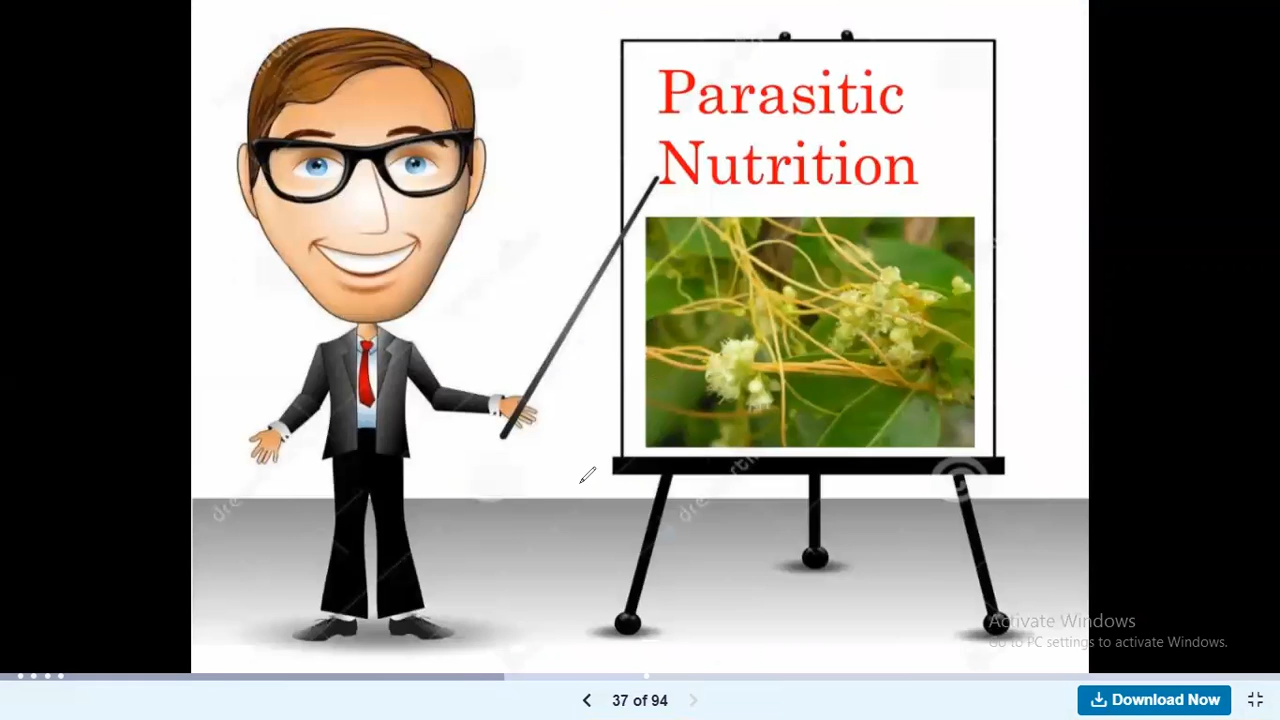 Parasitic
Nutrition
Activate Windows
Go to PC settings to activate Windows.
37 of 94
Download Now